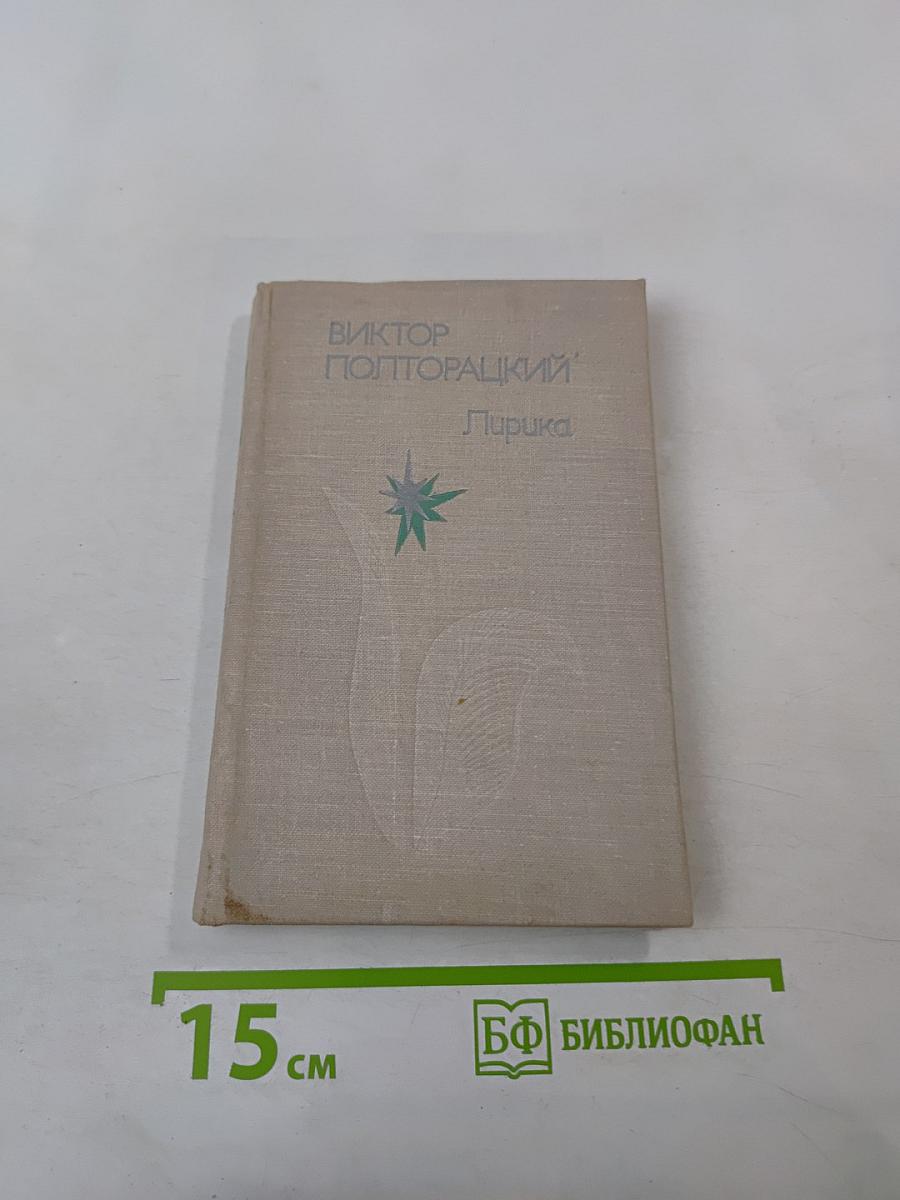 ВИКТОР
ПОЛТОРАЦКИЙ
Лирика
15 см
БФ БИБЛИОФАН